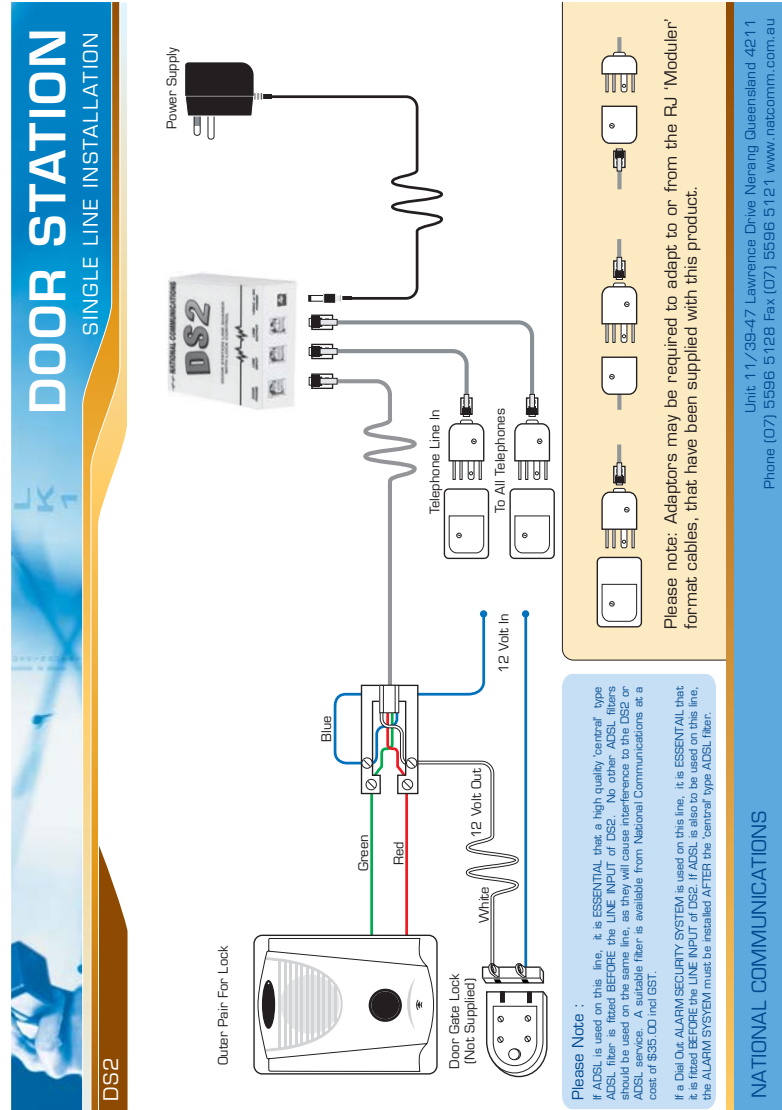 DOOR STATION
SINGLE LINE INSTALLATION
DS2
Power Supply
NATIONAL COMMUNICATIONS
DS2
Telephone Line In
To All Telephones
12 Volt In
Blue
Green
Red
12 Volt Out
White
Outer Pair For Lock
Door Gate Lock
(Not Supplied)
Please Note :
If ADSL is used on this line, it is ESSENTIAL that a high quality 'central' type
ADSL filter is fitted BEFORE the LINE INPUT of DS2. No other ADSL filters
should be used on the same line, as they will cause interference to the DS2 or
ADSL service. A suitable filter is available from National Communications at a
cost of $35.00 incl GST.
If a Dial Out ALARM SECURITY SYSTEM is used on this line, it is ESSENTAIL that
it is fitted BEFORE the LINE INPUT of DS2. If ADSL is also to be used on this line,
the ALARM SYSYEM must be installed AFTER the 'central' type ADSL filter.
Please note: Adaptors may be required to adapt to or from the RJ 'Moduler'
format cables, that have been supplied with this product.
NATIONAL COMMUNICATIONS
Unit 11/39-47 Lawrence Drive Nerang Queensland 4211
Phone (07) 5596 5128 Fax (07) 5596 5121 www.natcomm.com.au